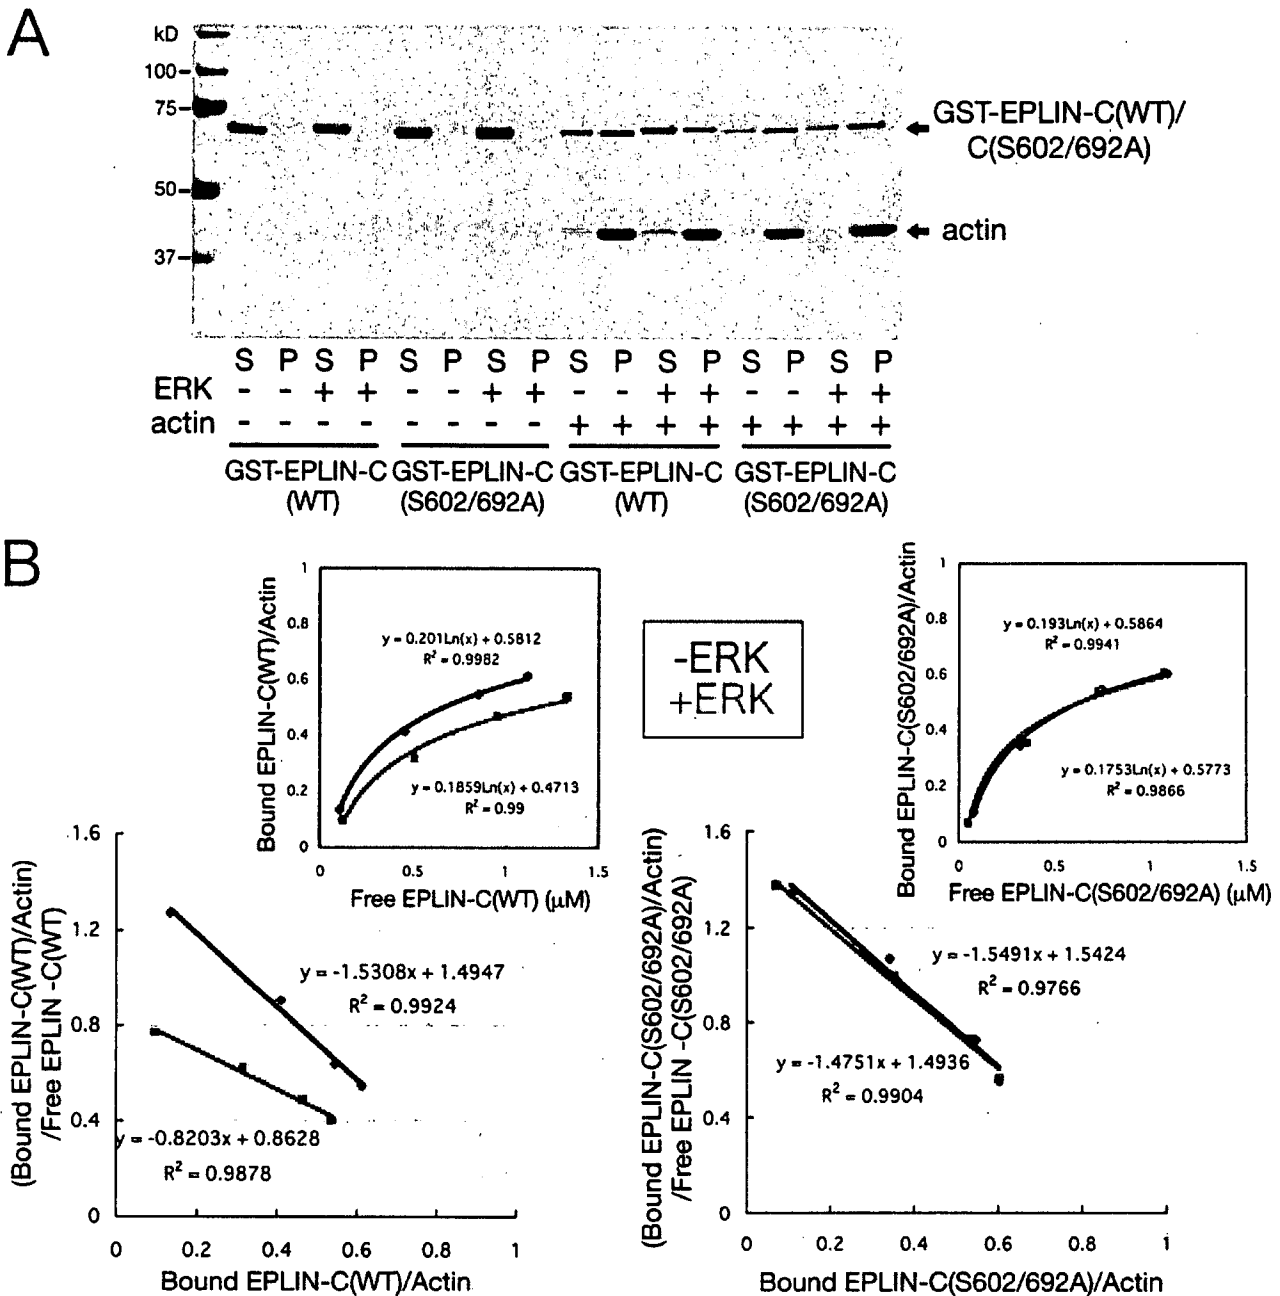 A
kD
100
75
50
37
GST-EPLIN-C(WT)/
C(S602/692A)
actin
S P S P S P S P S P S P S P S P
ERK - - + + - - + + - - + + - - + +
actin - - - - - - - - + + + + + + + +
GST-EPLIN-C GST-EPLIN-C GST-EPLIN-C GST-EPLIN-C
(WT) (S602/692A) (WT) (S602/692A)
B
Bound EPLIN-C(WT)/Actin
1
0.8
0.6
0.4
0.2
0
y = 0.201Ln(x) + 0.5812
R² = 0.9982
y = 0.1859Ln(x) + 0.4713
R² = 0.99
0 0.5 1 1.5
Free EPLIN-C(WT) (μM)
-ERK
+ERK
Bound EPLIN-C(S602/692A)/Actin
1
0.8
0.6
0.4
0.2
0
y = 0.193Ln(x) + 0.5864
R² = 0.9941
y = 0.1753Ln(x) + 0.5773
R² = 0.9866
0 0.5 1 1.5
Free EPLIN-C(S602/692A) (μM)
(Bound EPLIN-C(WT)/Actin)
/Free EPLIN -C(WT)
1.6
1.2
0.8
0.4
0
y = -1.5308x + 1.4947
R² = 0.9924
y = -0.8203x + 0.8628
R² = 0.9878
0 0.2 0.4 0.6 0.8 1
Bound EPLIN-C(WT)/Actin
(Bound EPLIN-C(S602/692A)/Actin)
/Free EPLIN -C(S602/692A)
1.6
1.2
0.8
0.4
0
y = -1.5491x + 1.5424
R² = 0.9766
y = -1.4751x + 1.4936
R² = 0.9904
0 0.2 0.4 0.6 0.8 1
Bound EPLIN-C(S602/692A)/Actin